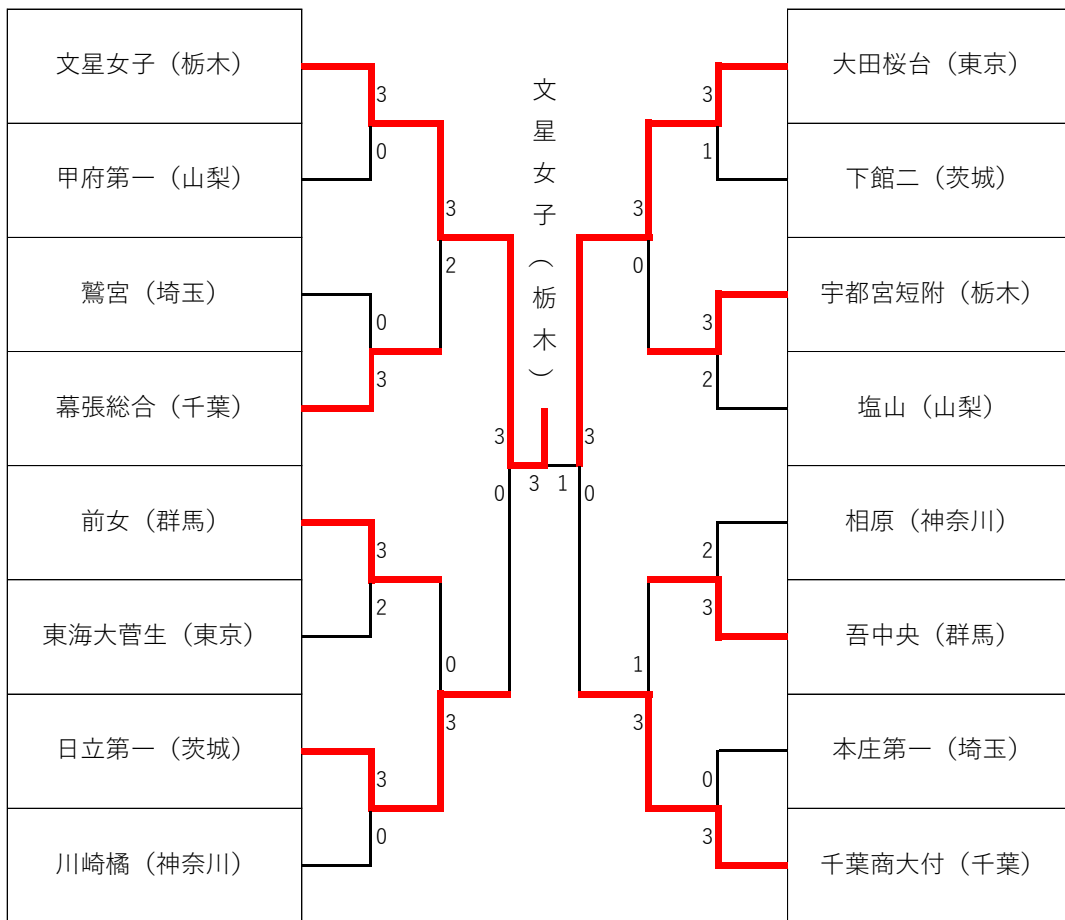 文星女子（栃木）
甲府第一（山梨）
鷲宮（埼玉）
幕張総合（千葉）
前女（群馬）
東海大菅生（東京）
日立第一（茨城）
川崎橘（神奈川）
3
0
0
3
3
2
3
0
3
2
0
3
3
0
文星女子（栃木）
3 1
3
0
3
0
1
3
3
1
3
2
2
3
0
3
大田桜台（東京）
下館二（茨城）
宇都宮短附（栃木）
塩山（山梨）
相原（神奈川）
吾中央（群馬）
本庄第一（埼玉）
千葉商大付（千葉）